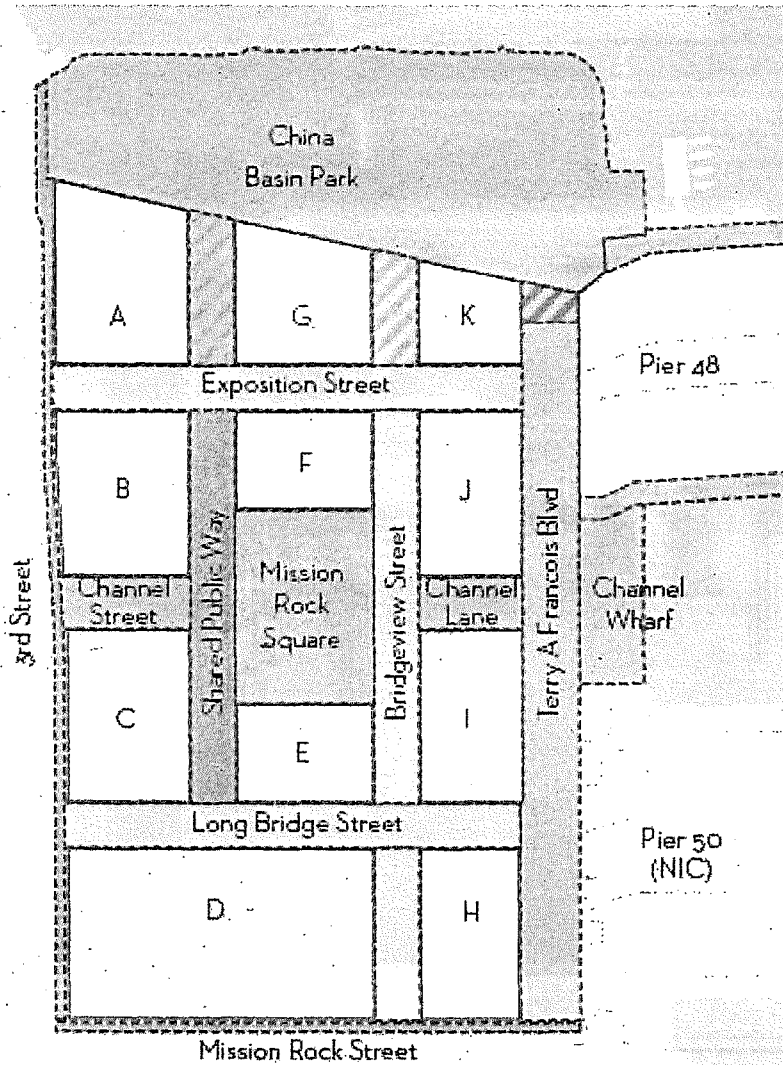 China
Basin Park
A
G
K
Pier 48
Exposition Street
B
F
J
3rd Street
Channel
Street
Shared Public Way
Mission
Rock
Square
Bridgeview Street
Channel
Lane
Terry A Francois Blvd
Channel
Wharf
C
E
I
Long Bridge Street
D
H
Pier 50
(NIC)
Mission Rock Street